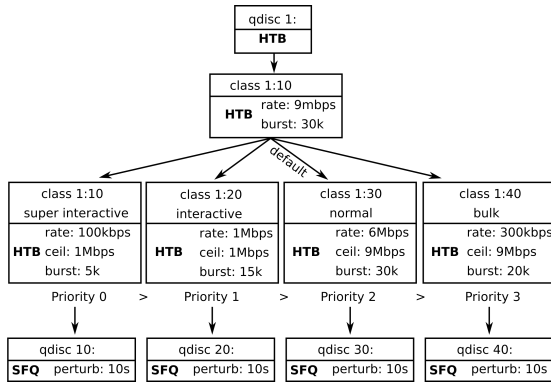 qdisc 1:
HTB
class 1:10
HTB rate: 9mbps
burst: 30k
default
class 1:10
super interactive
HTB rate: 100kbps
ceil: 1Mbps
burst: 5k
class 1:20
interactive
HTB rate: 1Mbps
ceil: 1Mbps
burst: 15k
class 1:30
normal
HTB rate: 6Mbps
ceil: 9Mbps
burst: 30k
class 1:40
bulk
HTB rate: 300kbps
ceil: 9Mbps
burst: 20k
Priority 0 > Priority 1 > Priority 2 > Priority 3
qdisc 10:
SFQ perturb: 10s
qdisc 20:
SFQ perturb: 10s
qdisc 30:
SFQ perturb: 10s
qdisc 40:
SFQ perturb: 10s